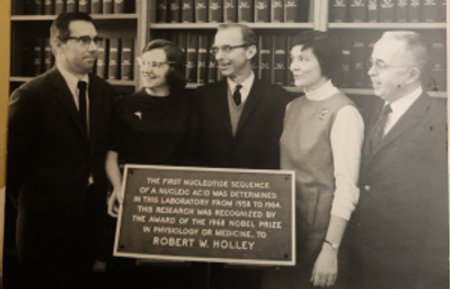 THE FIRST NUCLEOTIDE SEQUENCE
OF A NUCLEIC ACID WAS DETERMINED
IN THIS LABORATORY FROM 1958 TO 1964.
THIS RESEARCH WAS RECOGNIZED BY
THE AWARD OF THE 1968 NOBEL PRIZE
IN PHYSIOLOGY OR MEDICINE, TO
ROBERT W. HOLLEY